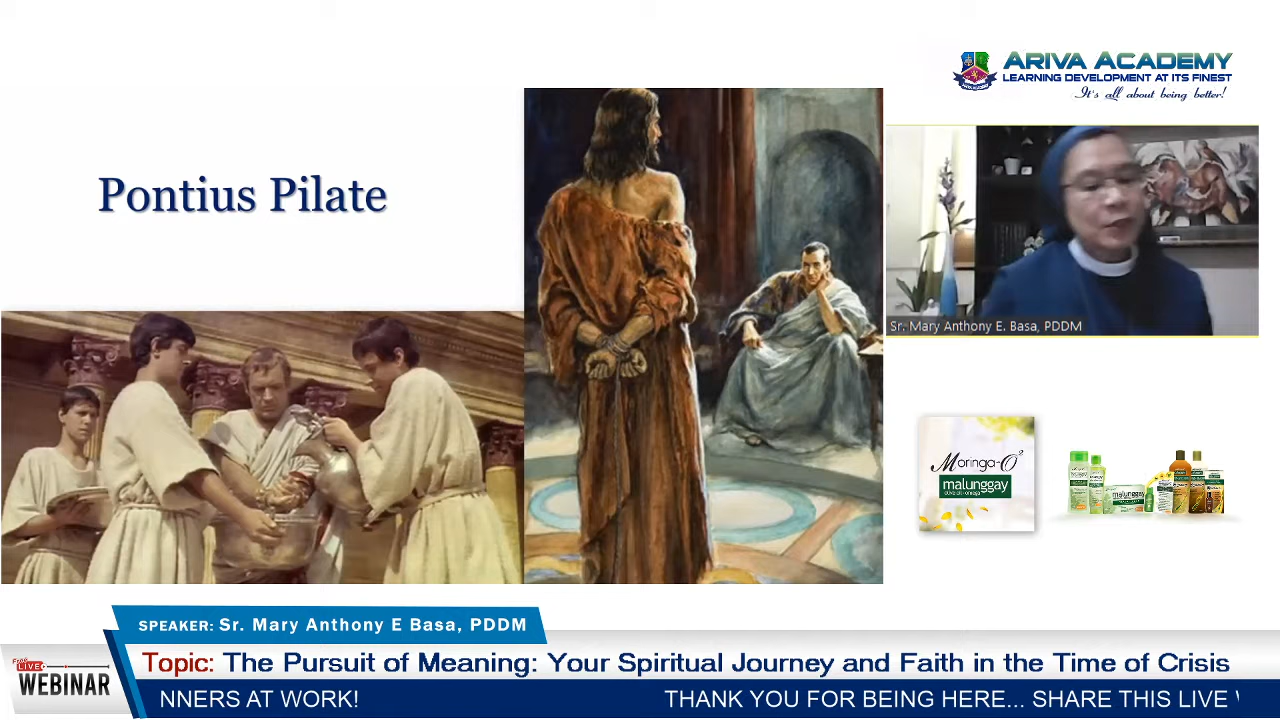 ARIVA ACADEMY
LEARNING DEVELOPMENT AT ITS FINEST
It's all about being better!
Pontius Pilate
Sr. Mary Anthony E. Basa, PDDM
Moringa-O²
malunggay
malunggay
SPEAKER: Sr. Mary Anthony E Basa, PDDM
Topic: The Pursuit of Meaning: Your Spiritual Journey and Faith in the Time of Crisis
FREE LIVE
WEBINAR
NNERS AT WORK! THANK YOU FOR BEING HERE... SHARE THIS LIVE